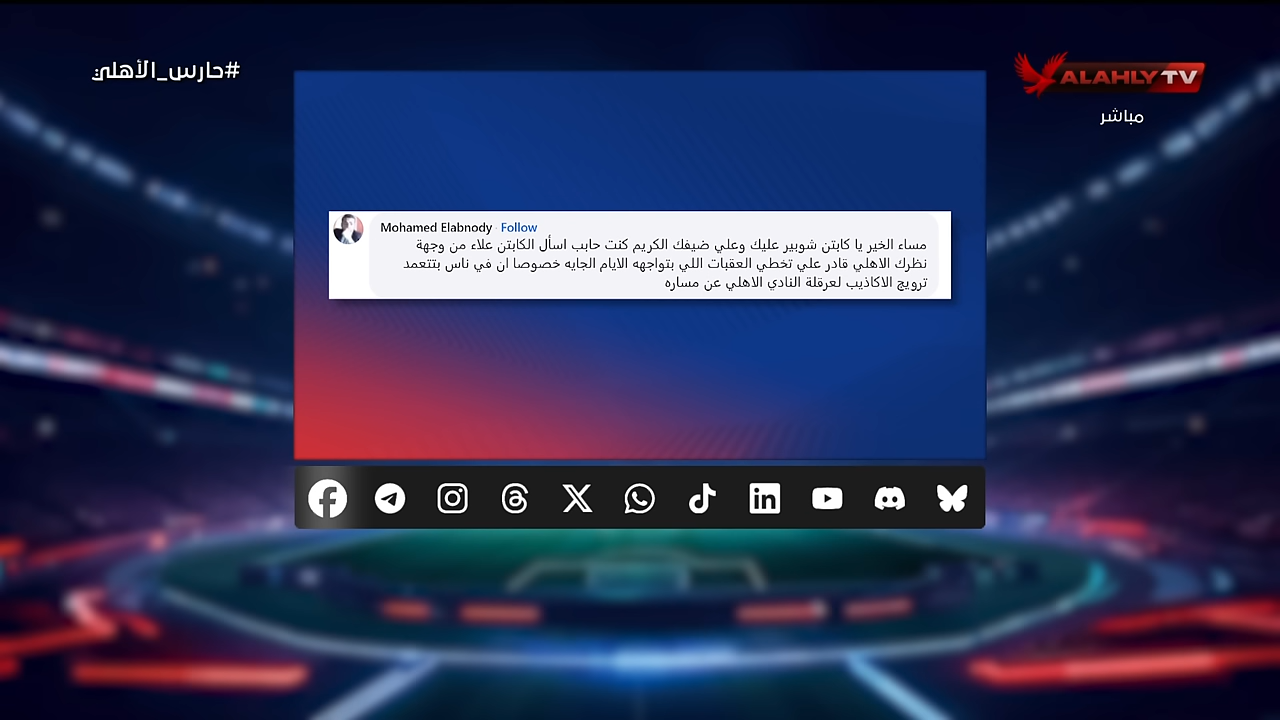 #حارس_الأهلي
ALAHLY TV
مباشر
Mohamed Elabnody · Follow
مساء الخير يا كابتن شوبير عليك وعلي ضيفك الكريم كنت حابب اسأل الكابتن علاء من وجهة
نظرك الاهلي قادر علي تخطي العقبات اللي بتواجهه الايام الجايه خصوصا ان في ناس بتتعمد
ترويج الاكاذيب لعرقلة النادي الاهلي عن مساره